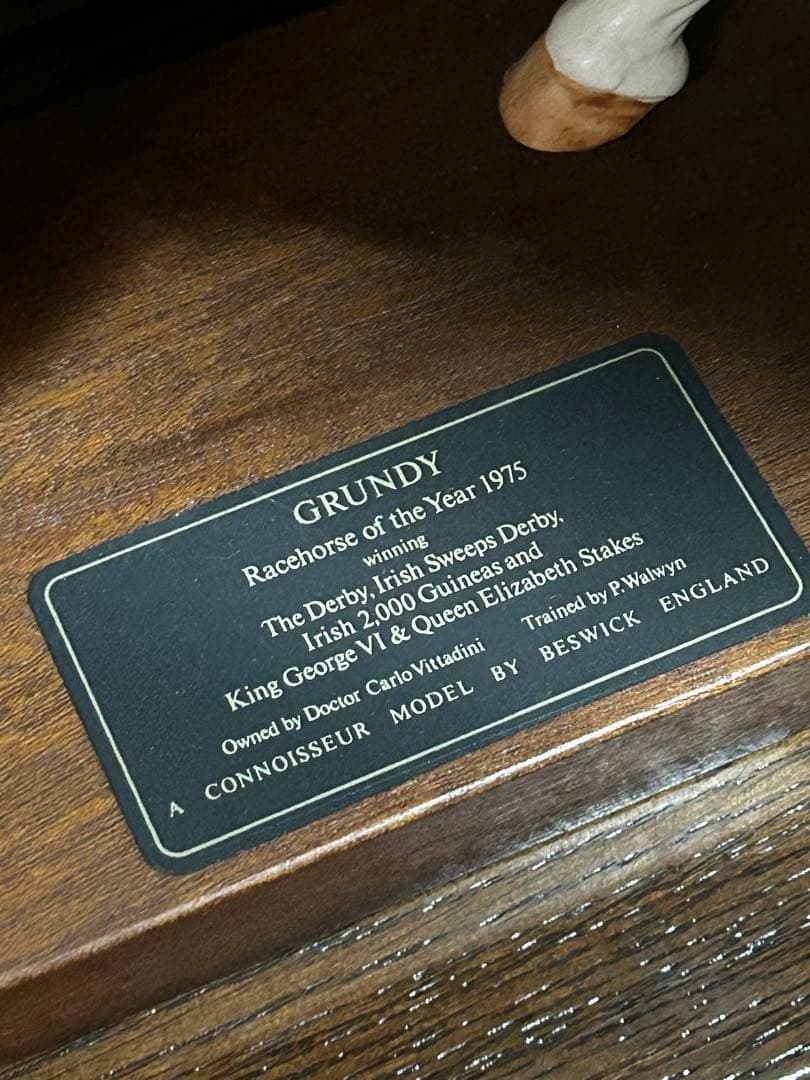 GRUNDY
Racehorse of the Year 1975
winning
The Derby, Irish Sweeps Derby,
Irish 2,000 Guineas and
King George VI & Queen Elizabeth Stakes
Owned by Doctor Carlo Vittadini Trained by P. Walwyn
A CONNOISSEUR MODEL BY BESWICK ENGLAND